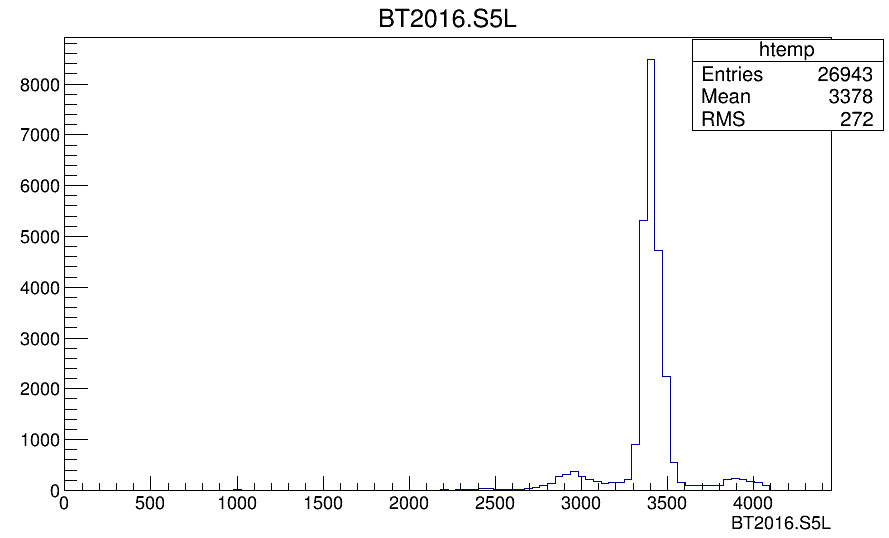 BT2016.S5L
htemp
Entries 26943
Mean 3378
RMS 272
8000
7000
6000
5000
4000
3000
2000
1000
0
0 500 1000 1500 2000 2500 3000 3500 4000
BT2016.S5L